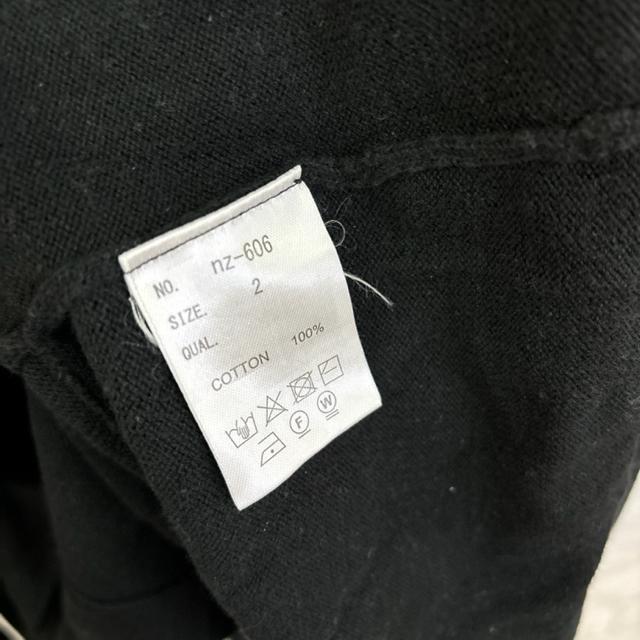 NO. nz-606
SIZE. 2
QUAL.
COTTON 100%
F W